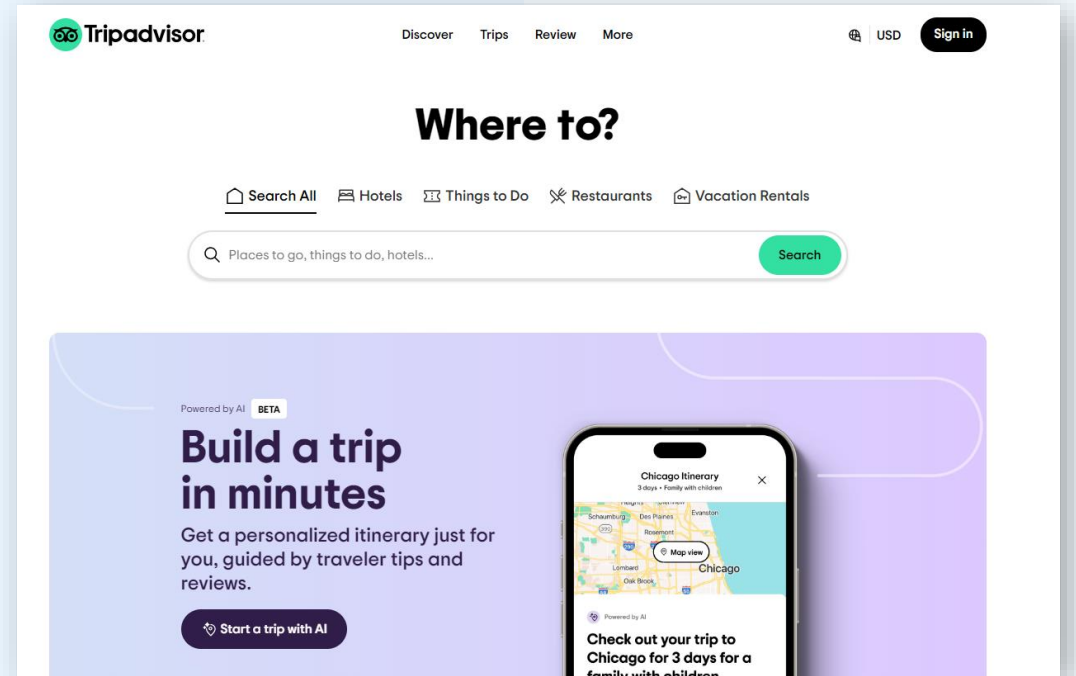 Tripadvisor
Discover Trips Review More
USD
Sign in
Where to?
Search All Hotels Things to Do Restaurants Vacation Rentals
Places to go, things to do, hotels...
Search
Powered by AI BETA
Build a trip
in minutes
Get a personalized itinerary just for
you, guided by traveler tips and
reviews.
Start a trip with AI
Chicago Itinerary
3 days • Family with children
Schaumburg Des Plaines Evanston
Rosemont
Map view
Lombard Chicago
Oak Brook
Powered by AI
Check out your trip to
Chicago for 3 days for a
family with children